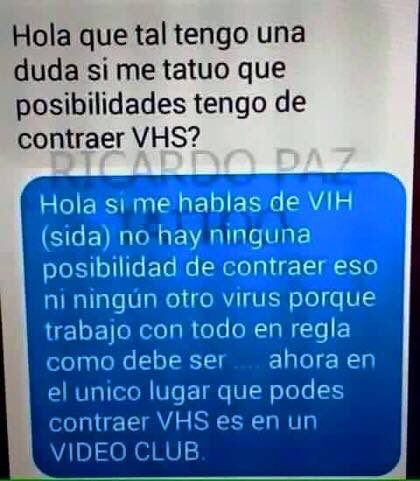 Hola que tal tengo una
duda si me tatuo que
posibilidades tengo de
contraer VHS?
RICARDO PAZ
Hola si me hablas de VIH
(sida) no hay ninguna
posibilidad de contraer eso
ni ningún otro virus porque
trabajo con todo en regla
como debe ser .... ahora en
el unico lugar que podes
contraer VHS es en un
VIDEO CLUB.